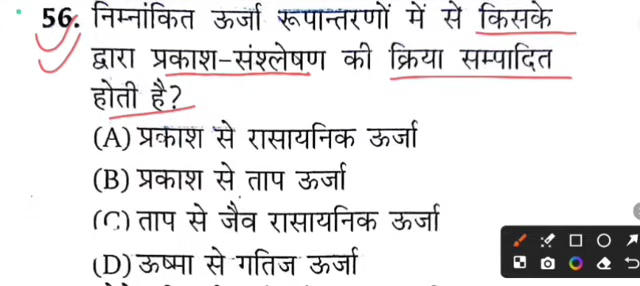 56. निम्नांकित ऊर्जा रूपान्तरणों में से किसके
द्वारा प्रकाश-संश्लेषण की क्रिया सम्पादित
होती है?
(A) प्रकाश से रासायनिक ऊर्जा
(B) प्रकाश से ताप ऊर्जा
(C) ताप से जैव रासायनिक ऊर्जा
(D) ऊष्मा से गतिज ऊर्जा